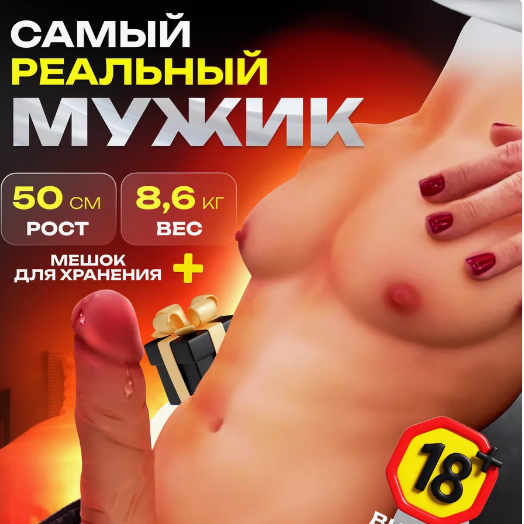 САМЫЙ
РЕАЛЬНЫЙ
МУЖИК
50 СМ
РОСТ
8,6 КГ
ВЕС
МЕШОК
ДЛЯ ХРАНЕНИЯ +
18+